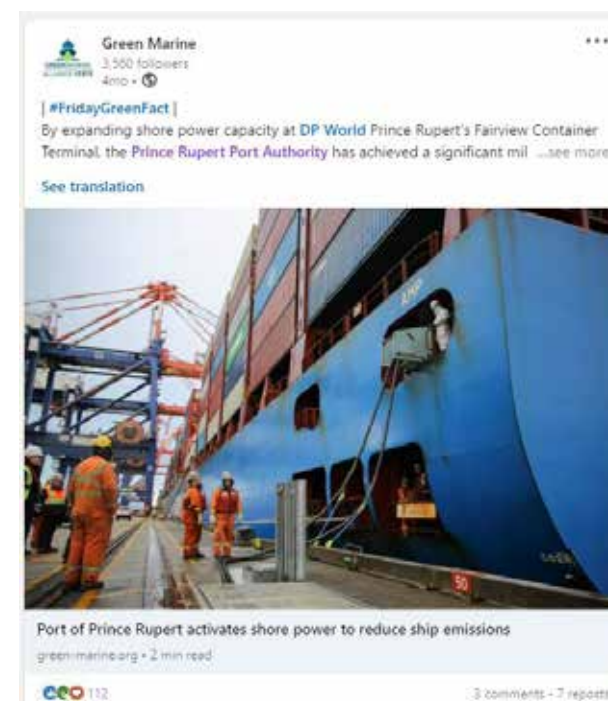 Green Marine
3,560 followers
4mo •
| #FridayGreenFact |
By expanding shore power capacity at DP World Prince Rupert's Fairview Container
Terminal, the Prince Rupert Port Authority has achieved a significant mil ...see more
See translation
AMP
50
Port of Prince Rupert activates shore power to reduce ship emissions
green-marine.org • 2 min read
112
3 comments • 7 reposts